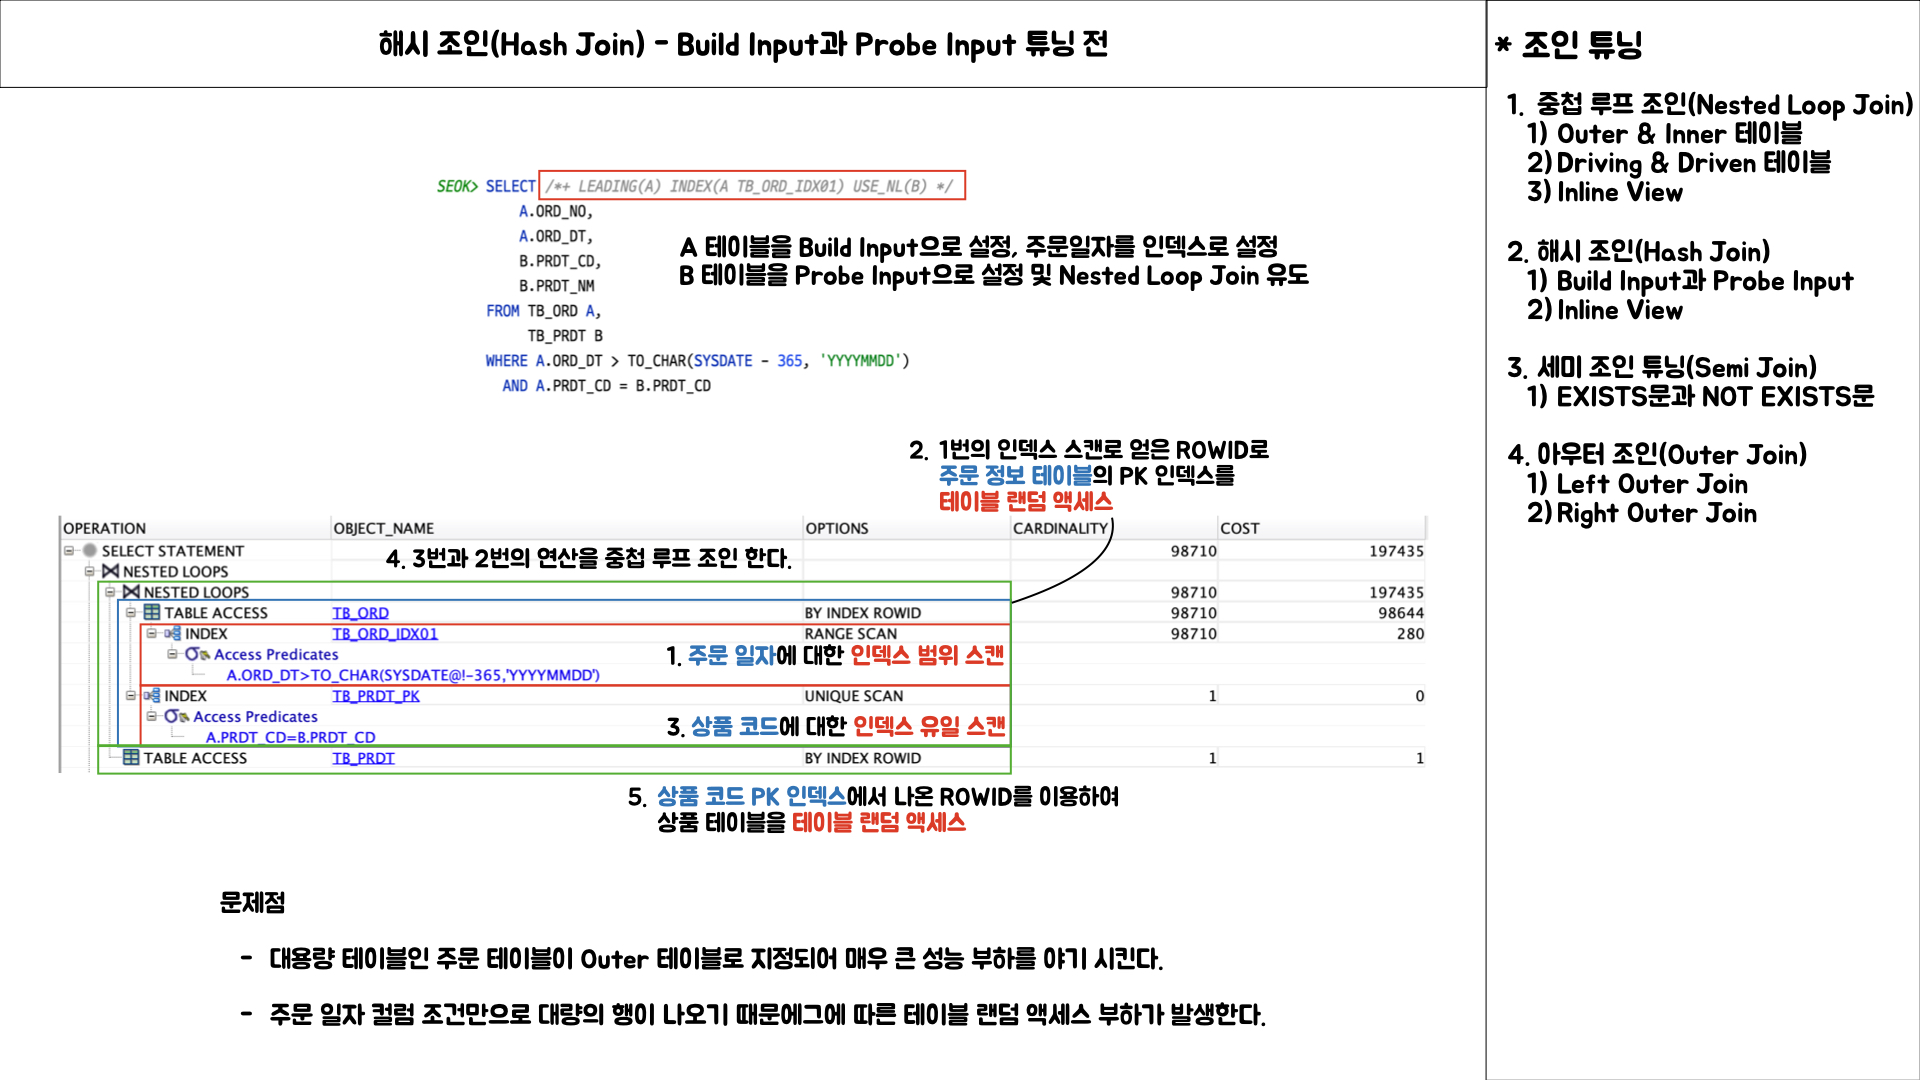 해시 조인(Hash Join) - Build Input과 Probe Input 튜닝 전
SEOK> SELECT /*+ LEADING(A) INDEX(A TB_ORD_IDX01) USE_NL(B) */
A.ORD_NO,
A.ORD_DT,
B.PRDT_CD,
B.PRDT_NM
FROM TB_ORD A,
TB_PRDT B
WHERE A.ORD_DT > TO_CHAR(SYSDATE - 365, 'YYYYMMDD')
AND A.PRDT_CD = B.PRDT_CD
A 테이블을 Build Input으로 설정, 주문일자를 인덱스로 설정
B 테이블을 Probe Input으로 설정 및 Nested Loop Join 유도
2. 1번의 인덱스 스캔로 얻은 ROWID로
주문 정보 테이블의 PK 인덱스를
테이블 랜덤 액세스
OPERATION OBJECT_NAME OPTIONS CARDINALITY COST
SELECT STATEMENT 98710 197435
4. 3번과 2번의 연산을 중첩 루프 조인 한다.
NESTED LOOPS
NESTED LOOPS 98710 197435
TABLE ACCESS TB_ORD BY INDEX ROWID 98710 98644
INDEX TB_ORD_IDX01 RANGE SCAN 98710 280
Access Predicates
1. 주문 일자에 대한 인덱스 범위 스캔
A.ORD_DT>TO_CHAR(SYSDATE@!-365,'YYYYMMDD')
INDEX TB_PRDT_PK UNIQUE SCAN 1 0
Access Predicates
3. 상품 코드에 대한 인덱스 유일 스캔
A.PRDT_CD=B.PRDT_CD
TABLE ACCESS TB_PRDT BY INDEX ROWID 1 1
5. 상품 코드 PK 인덱스에서 나온 ROWID를 이용하여
상품 테이블을 테이블 랜덤 액세스
문제점
- 대용량 테이블인 주문 테이블이 Outer 테이블로 지정되어 매우 큰 성능 부하를 야기 시킨다.
- 주문 일자 컬럼 조건만으로 대량의 행이 나오기 때문에그에 따른 테이블 랜덤 액세스 부하가 발생한다.
* 조인 튜닝
1. 중첩 루프 조인(Nested Loop Join)
1) Outer & Inner 테이블
2) Driving & Driven 테이블
3) Inline View
2. 해시 조인(Hash Join)
1) Build Input과 Probe Input
2) Inline View
3. 세미 조인 튜닝(Semi Join)
1) EXISTS문과 NOT EXISTS문
4. 아우터 조인(Outer Join)
1) Left Outer Join
2) Right Outer Join